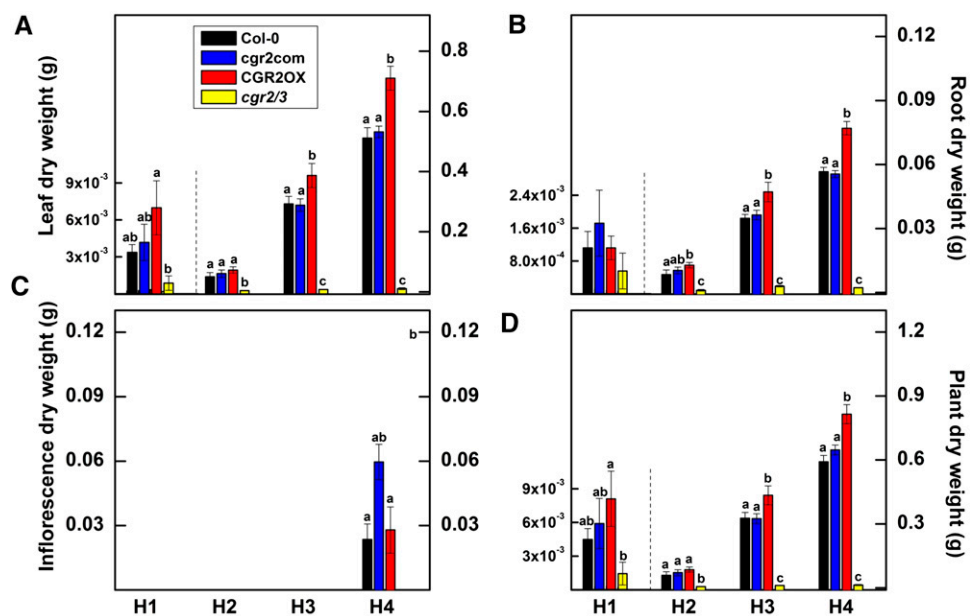 A
Leaf dry weight (g)
Col-0
cgr2com
CGR2OX
cgr2/3
9x10⁻³
6x10⁻³
3x10⁻³
0.8
0.6
0.4
0.2
ab ab a b
a a a b
a a b c
a a b c
B
Root dry weight (g)
2.4x10⁻³
1.6x10⁻³
8.0x10⁻⁴
0.12
0.09
0.06
0.03
a ab b c
a a b c
a a b c
C
Inflorescence dry weight (g)
0.12
0.09
0.06
0.03
0.12
0.09
0.06
0.03
a ab a b
H1 H2 H3 H4
D
Plant dry weight (g)
9x10⁻³
6x10⁻³
3x10⁻³
1.2
0.9
0.6
0.3
ab ab a b
a a a b
a a b c
a a b c
H1 H2 H3 H4